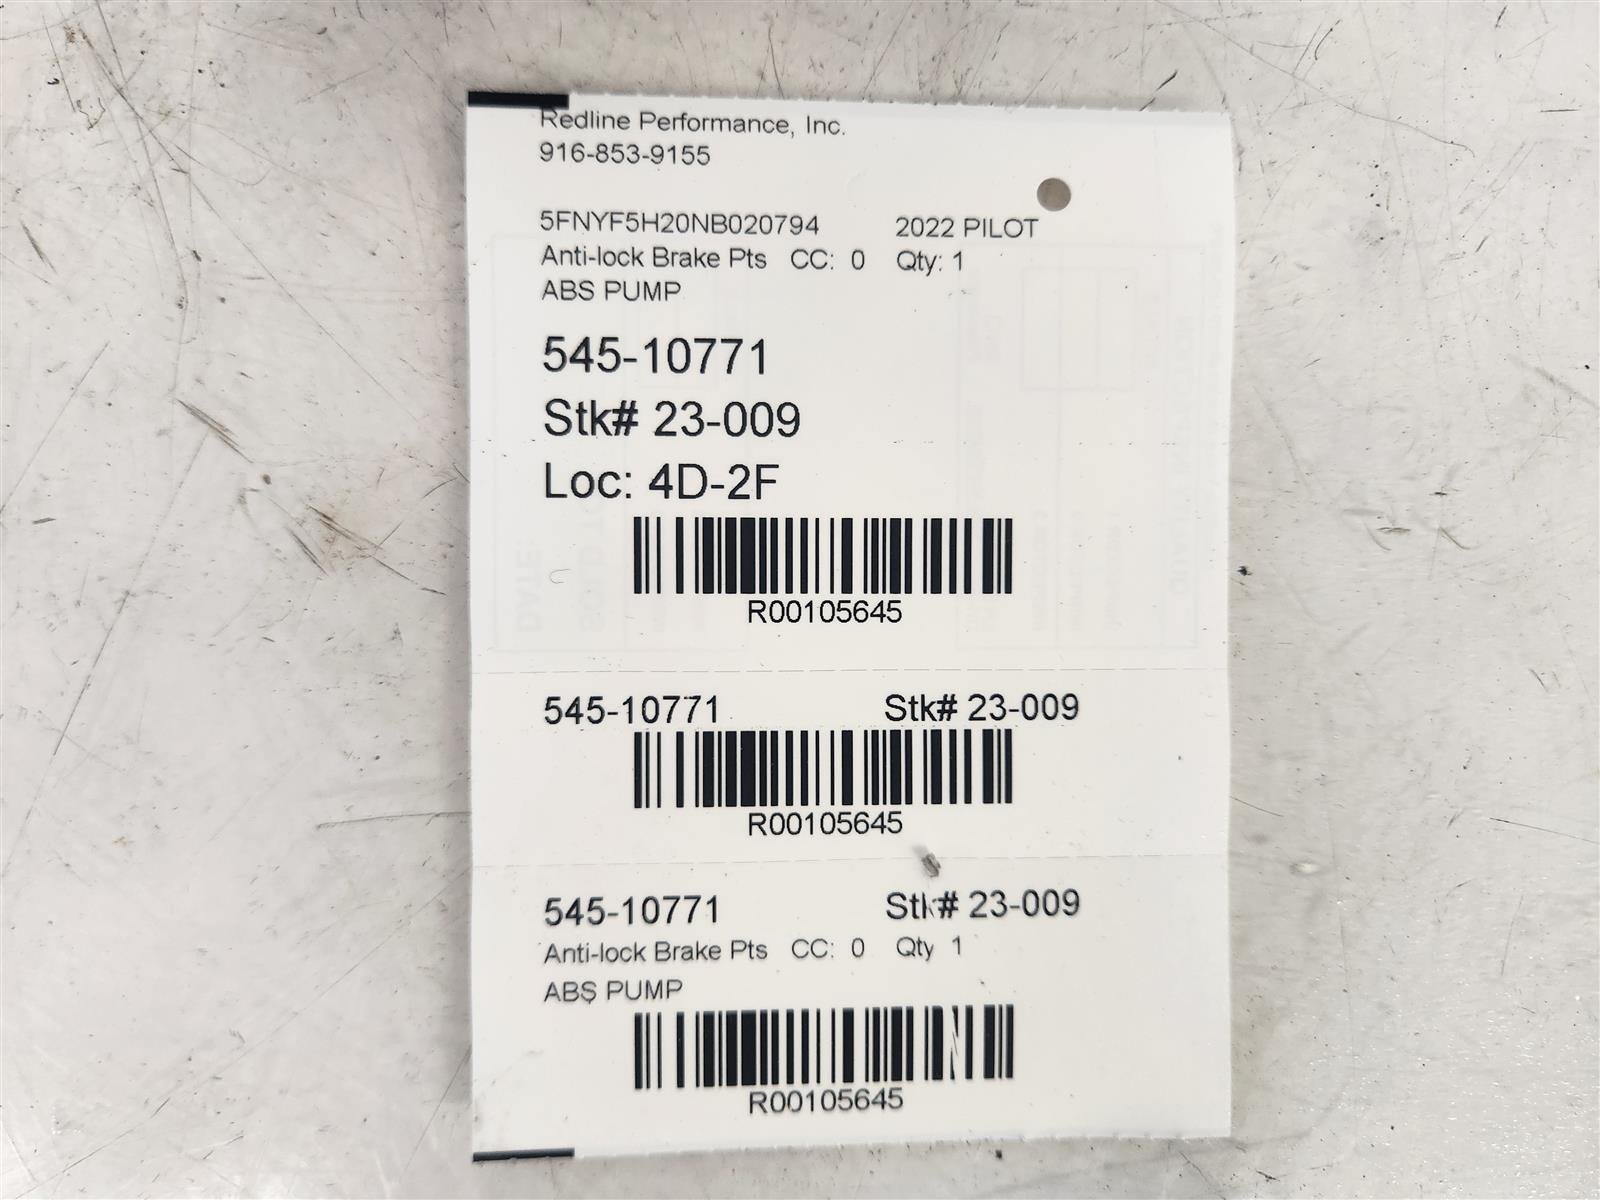 Redline Performance, Inc.
916-853-9155
5FNYF5H20NB020794 2022 PILOT
Anti-lock Brake Pts CC: 0 Qty: 1
ABS PUMP
545-10771
Stk# 23-009
Loc: 4D-2F
R00105645
545-10771 Stk# 23-009
R00105645
545-10771 Stk# 23-009
Anti-lock Brake Pts CC: 0 Qty 1
ABS PUMP
R00105645